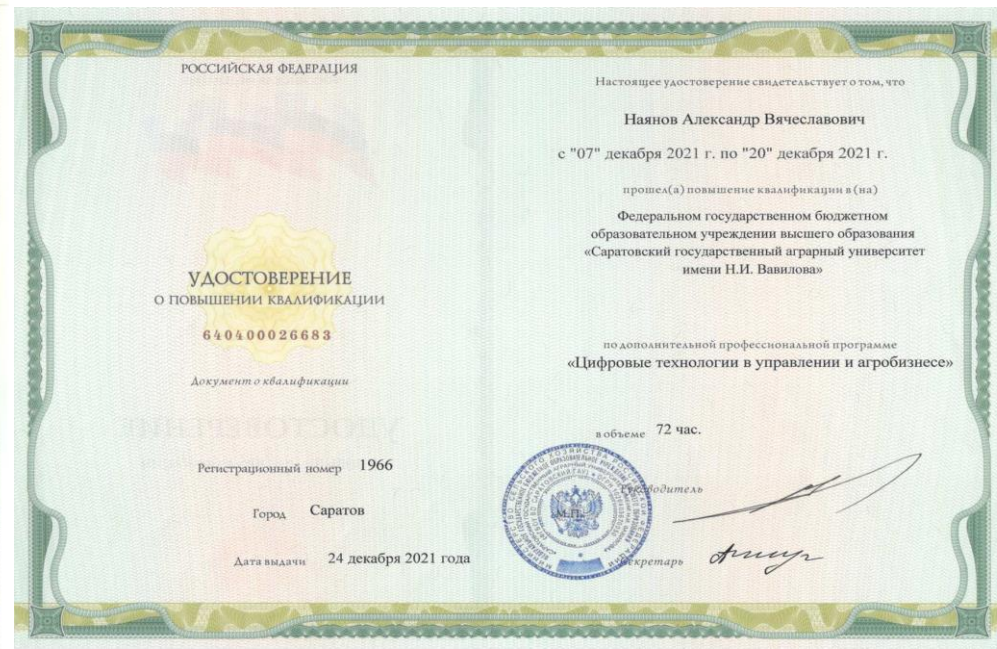 РОССИЙСКАЯ ФЕДЕРАЦИЯ
УДОСТОВЕРЕНИЕ
О ПОВЫШЕНИИ КВАЛИФИКАЦИИ
640400026683
Документ о квалификации
Регистрационный номер 1966
Город Саратов
Дата выдачи 24 декабря 2021 года
Настоящее удостоверение свидетельствует о том, что
Наянов Александр Вячеславович
с "07" декабря 2021 г. по "20" декабря 2021 г.
прошел(а) повышение квалификации в (на)
Федеральном государственном бюджетном
образовательном учреждении высшего образования
«Саратовский государственный аграрный университет
имени Н.И. Вавилова»
по дополнительной профессиональной программе
«Цифровые технологии в управлении и агробизнесе»
в объеме 72 час.
Руководитель
М.П.
Секретарь